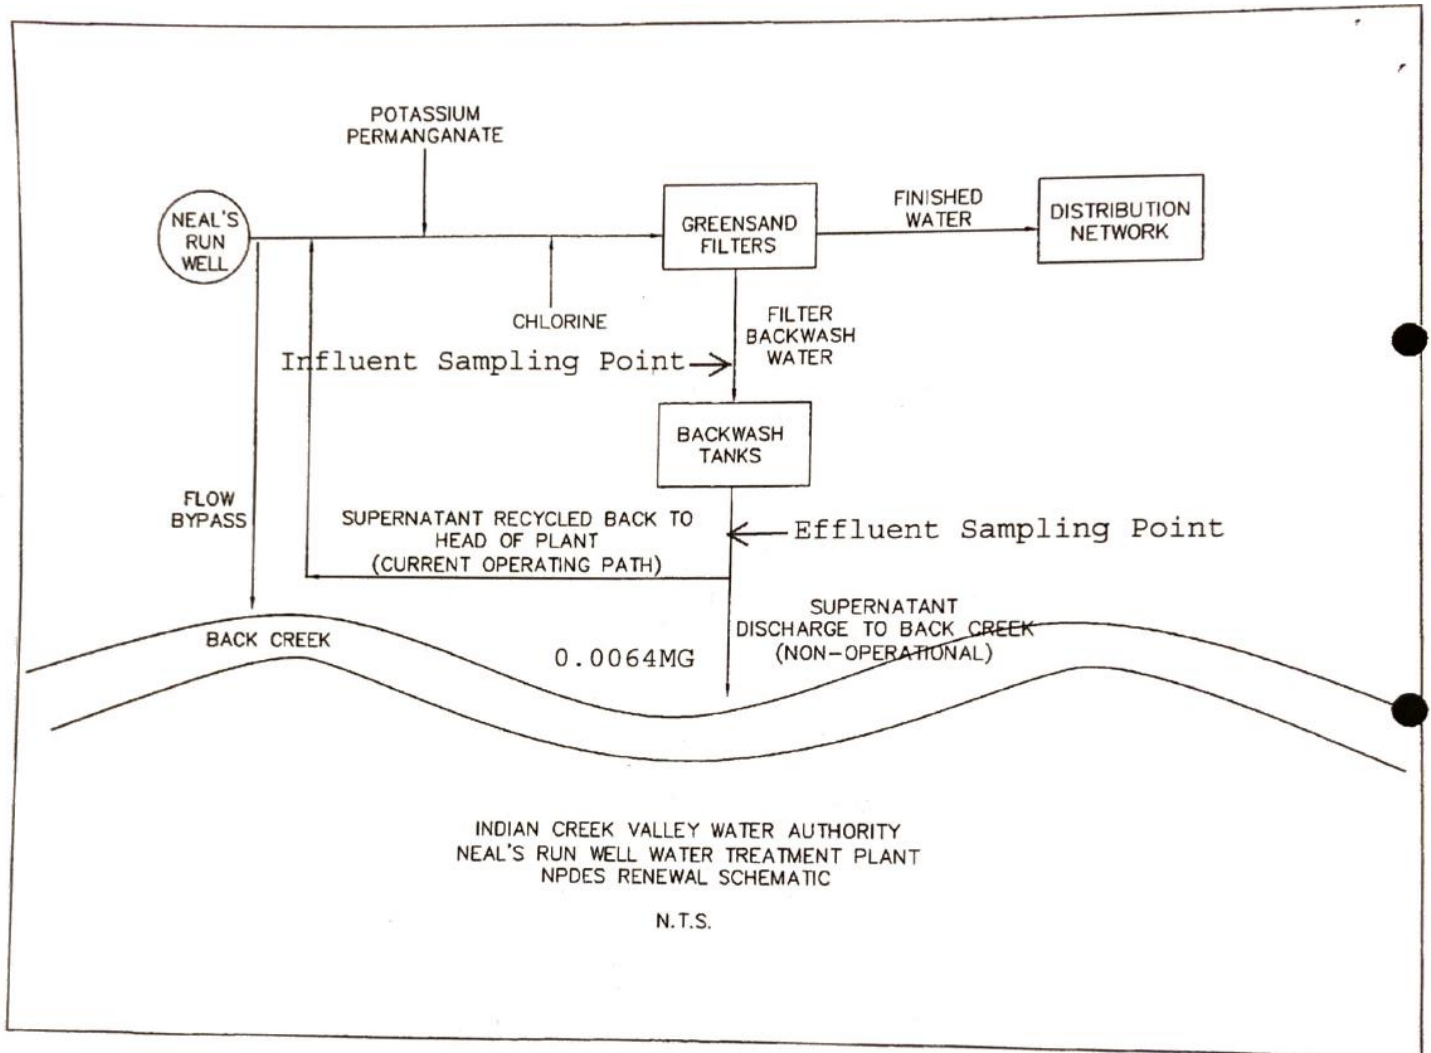 POTASSIUM
PERMANGANATE
NEAL'S
RUN
WELL
GREENSAND
FILTERS
FINISHED
WATER
DISTRIBUTION
NETWORK
CHLORINE
FILTER
BACKWASH
WATER
Influent Sampling Point
BACKWASH
TANKS
FLOW
BYPASS
SUPERNATANT RECYCLED BACK TO
HEAD OF PLANT
(CURRENT OPERATING PATH)
Effluent Sampling Point
SUPERNATANT
DISCHARGE TO BACK CREEK
(NON-OPERATIONAL)
BACK CREEK
0.0064MG
INDIAN CREEK VALLEY WATER AUTHORITY
NEAL'S RUN WELL WATER TREATMENT PLANT
NPDES RENEWAL SCHEMATIC
N.T.S.